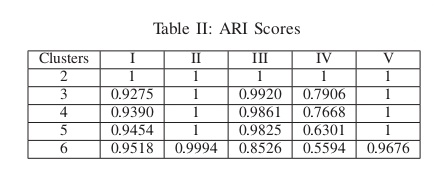 Table II: ARI Scores
Clusters I II III IV V
2 1 1 1 1 1
3 0.9275 1 0.9920 0.7906 1
4 0.9390 1 0.9861 0.7668 1
5 0.9454 1 0.9825 0.6301 1
6 0.9518 0.9994 0.8526 0.5594 0.9676